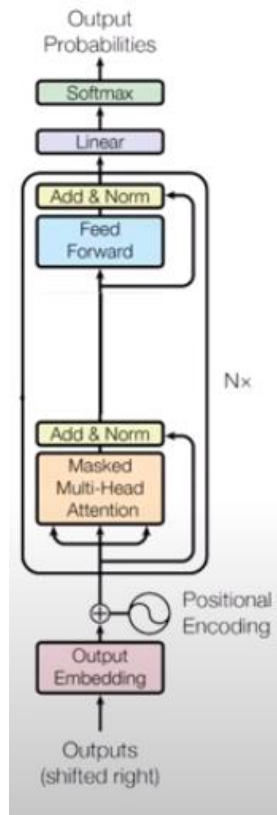 Output
Probabilities
Softmax
Linear
Add & Norm
Feed
Forward
Nx
Add & Norm
Masked
Multi-Head
Attention
Positional
Encoding
Output
Embedding
Outputs
(shifted right)